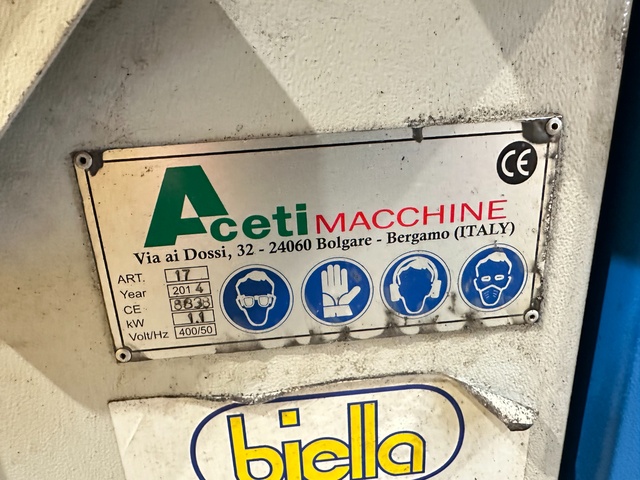 CE
Aceti MACCHINE
Via ai Dossi, 32 - 24060 Bolgare - Bergamo (ITALY)
ART. 17
Year 2014
CE
kW 1.1
Volt/Hz 400/50
biella